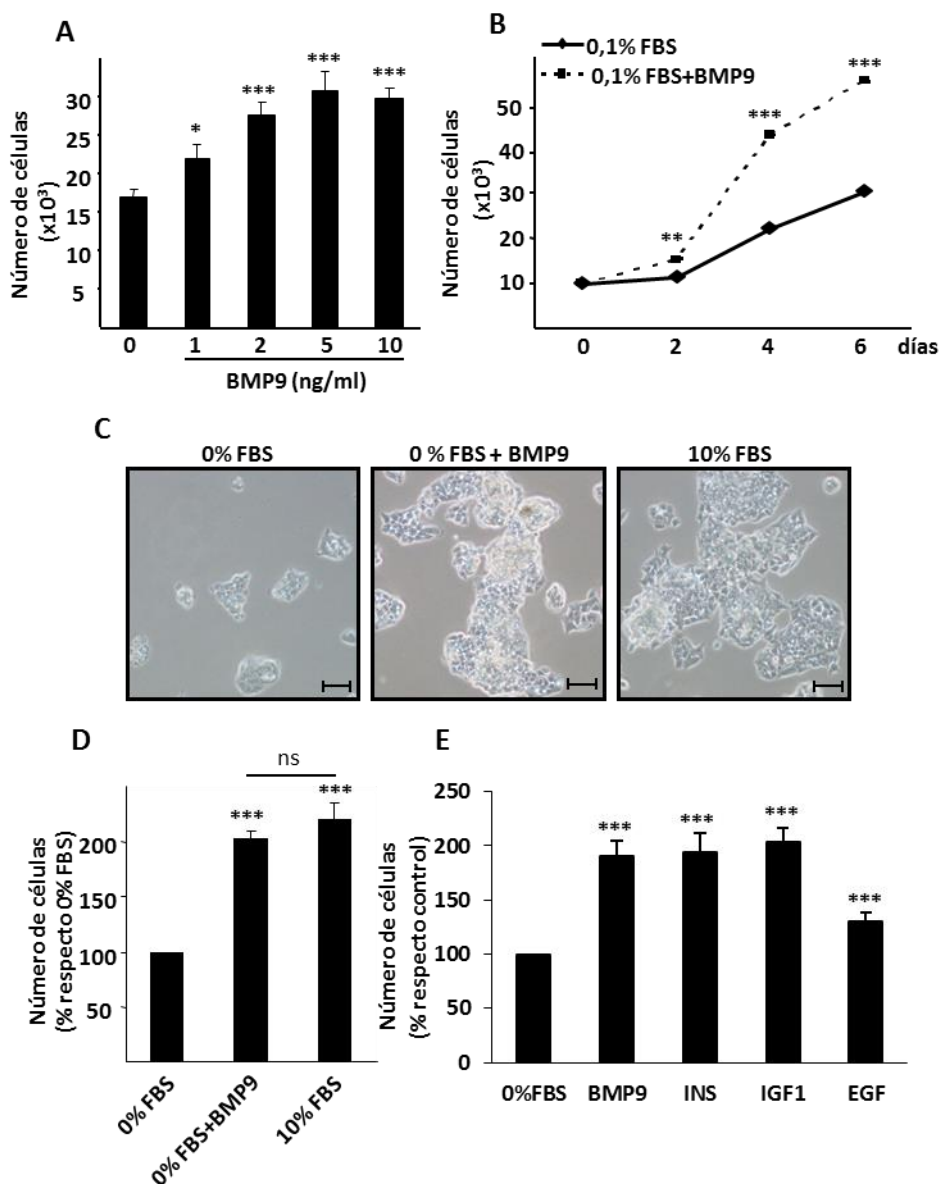 A
Número de células
(x10³)
30
25
20
15
10
5
*
***
***
***
0 1 2 5 10
BMP9 (ng/ml)
B
0,1% FBS
0,1% FBS+BMP9
Número de células
(x10³)
50
40
30
20
10
**
***
***
0 2 4 6 días
C
0% FBS
0 % FBS + BMP9
10% FBS
D
Número de células
(% respecto 0% FBS)
200
150
100
50
ns
***
***
0% FBS
0% FBS+BMP9
10% FBS
E
Número de células
(% respecto control)
250
200
150
100
50
0
***
***
***
***
0%FBS BMP9 INS IGF1 EGF